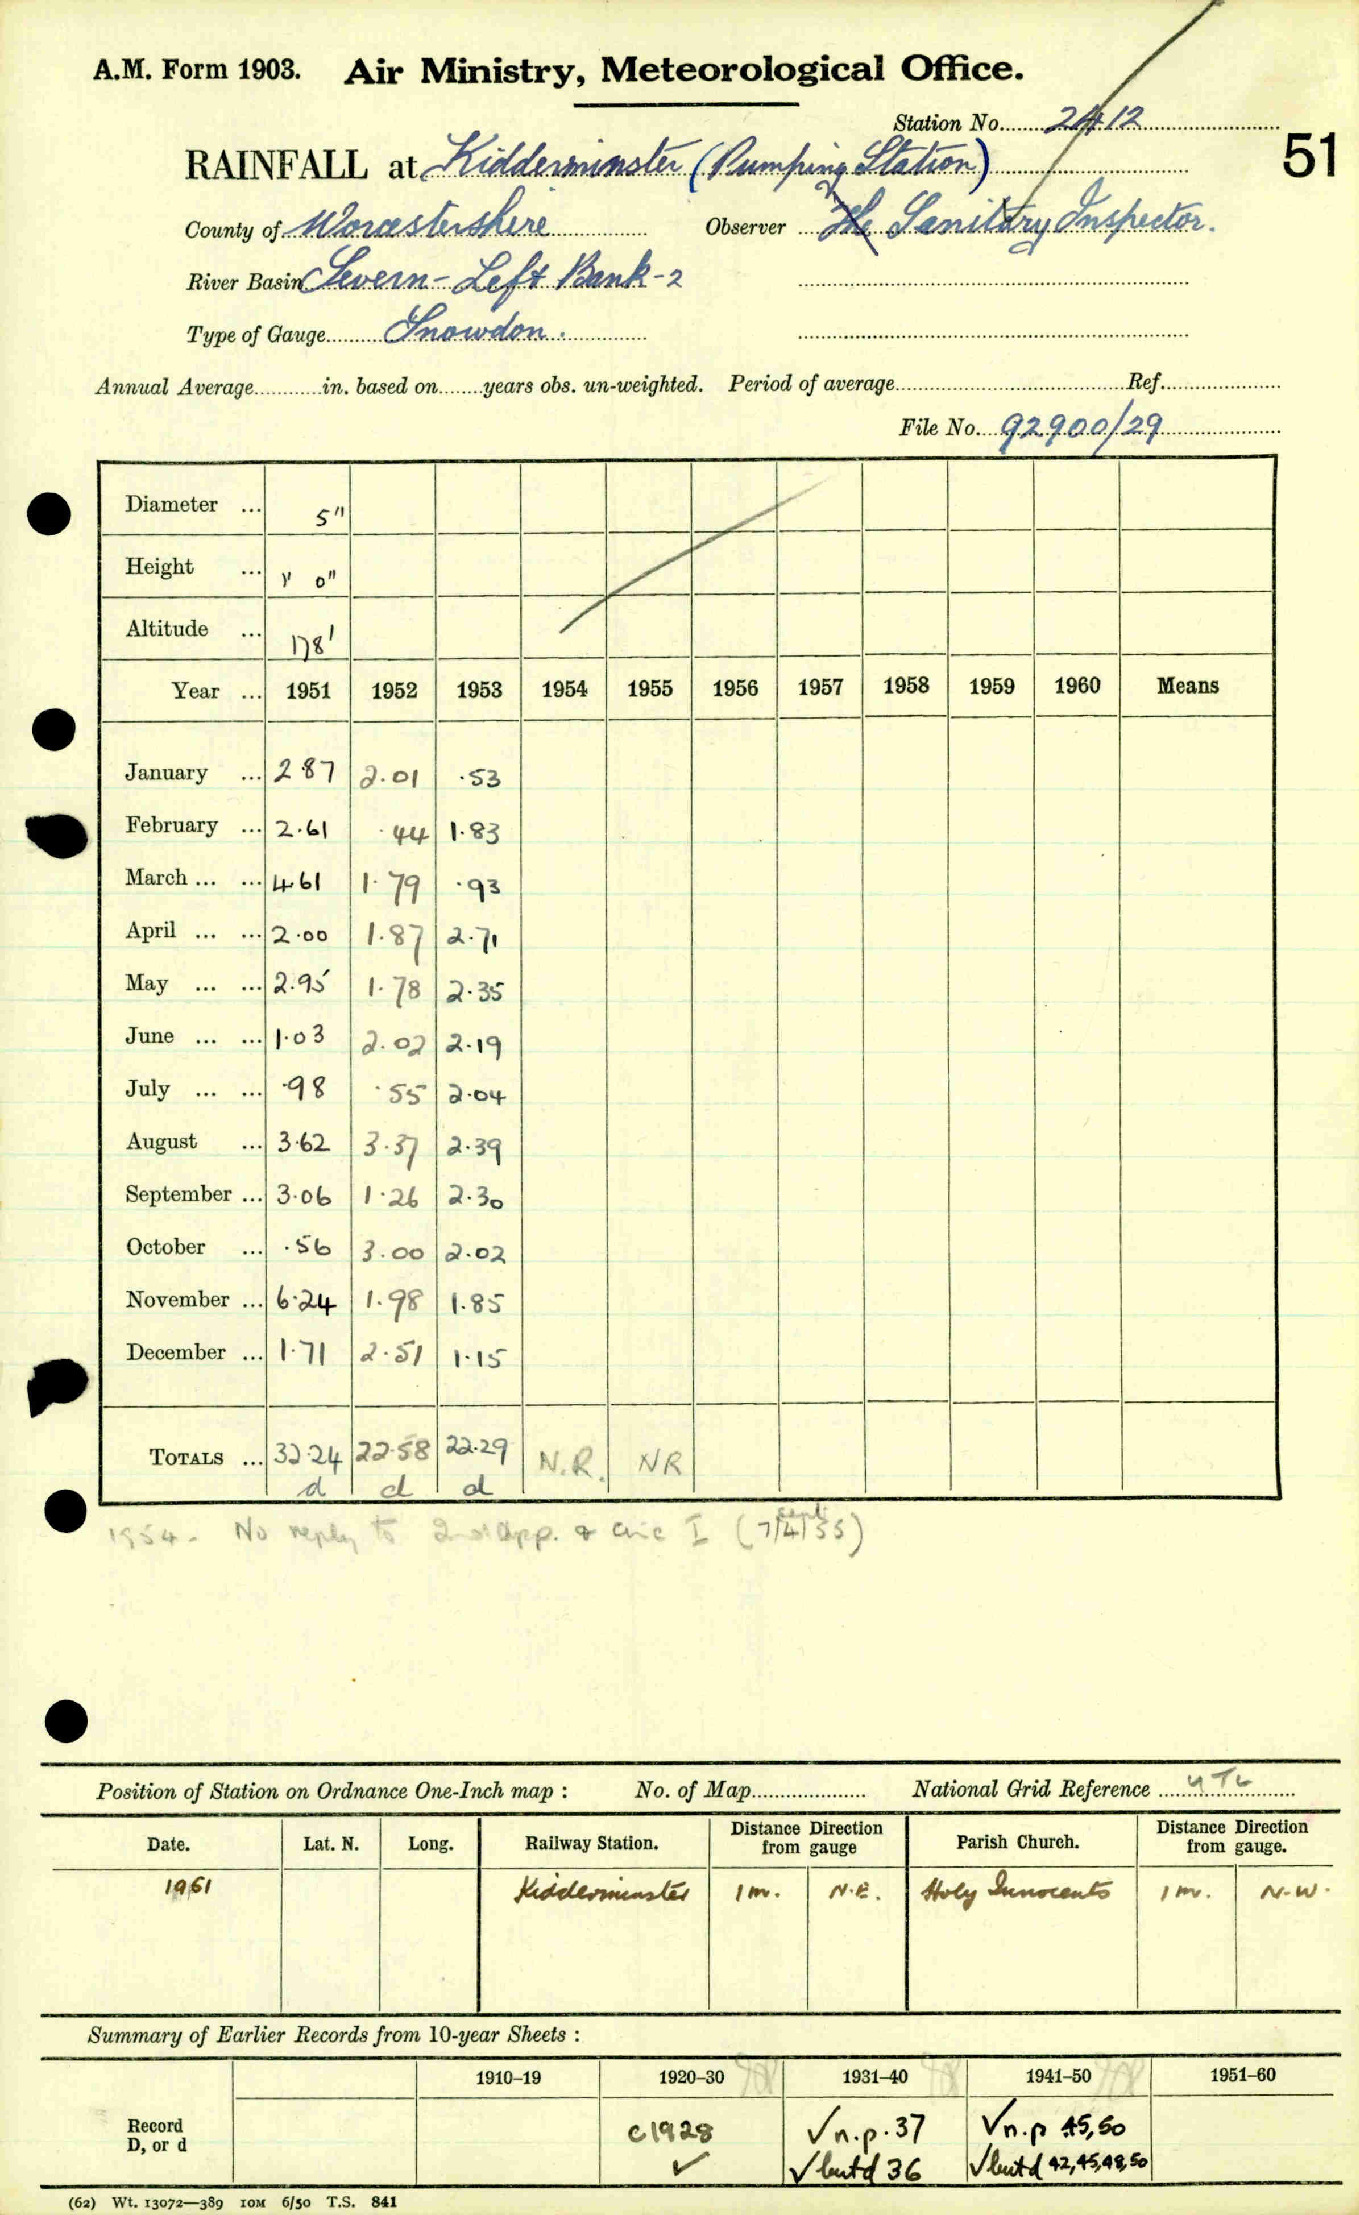 A.M. Form 1903. Air Ministry, Meteorological Office.
Station No. 2412
51
RAINFALL at Kidderminster (Pumping Station)
County of Worcestershire Observer The Sanitary Inspector.
River Basin Severn - Left Bank - 2
Type of Gauge Snowdon.
Annual Average in. based on years obs. un-weighted. Period of average Ref.
File No. 92900/29
Diameter ... 5"
Height ... 1' 0"
Altitude ... 178'
Year ... 1951 1952 1953 1954 1955 1956 1957 1958 1959 1960 Means
January ... 2.87 2.01 .53
February ... 2.61 .44 1.83
March ... ... 4.61 1.79 .93
April ... ... 2.00 1.87 2.71
May ... ... 2.95 1.78 2.35
June ... ... 1.03 2.02 2.19
July ... ... .98 .55 2.04
August ... 3.62 3.37 2.39
September ... 3.06 1.26 2.30
October ... .56 3.00 2.02
November ... 6.24 1.98 1.85
December ... 1.71 2.51 1.15
TOTALS ... 32.24 22.58 22.29 N.R. NR
d d d
1954 - No reply to 2nd App. & circ I (7/4/55)
Position of Station on Ordnance One-Inch map : No. of Map National Grid Reference
Date. Lat. N. Long. Railway Station. Distance Direction from gauge Parish Church. Distance Direction from gauge.
1951 Kidderminster 1 m. N.E. Holy Innocents 1 m. N.W.
Summary of Earlier Records from 10-year Sheets :
1910–19 1920–30 1931–40 1941–50 1951–60
Record D, or d c1928 ✓ ✓ n.p. 37 ✓ but d 36 ✓ n.p 45,50 ✓ but d 42,45,48,50
(62) Wt. 13072—389 10M 6/50 T.S. 841